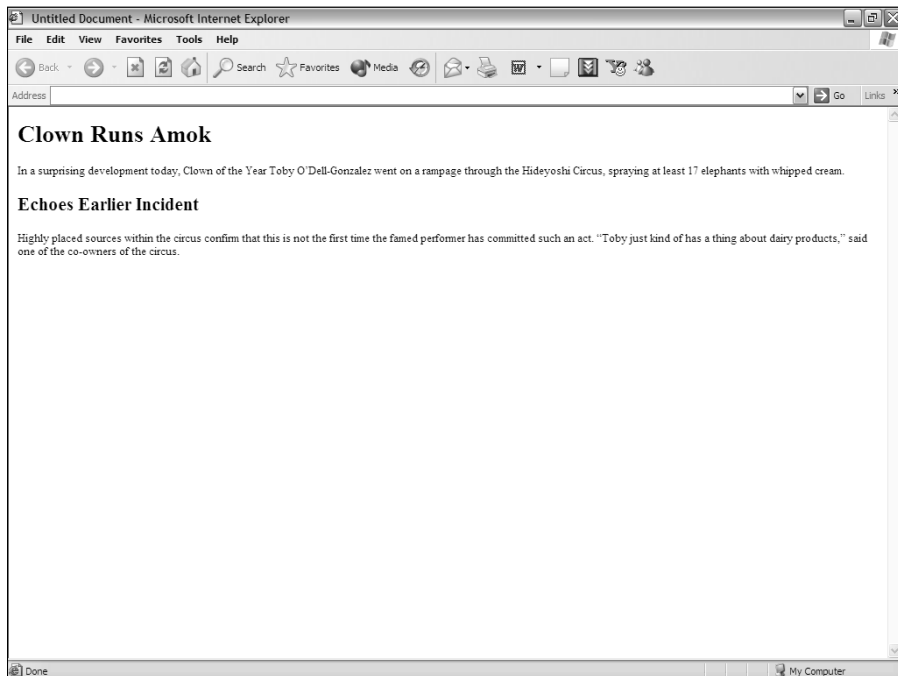 Untitled Document - Microsoft Internet Explorer
File Edit View Favorites Tools Help
Back Search Favorites Media W
Address Go Links »
Clown Runs Amok
In a surprising development today, Clown of the Year Toby O’Dell-Gonzalez went on a rampage through the Hideyoshi Circus, spraying at least 17 elephants with whipped cream.
Echoes Earlier Incident
Highly placed sources within the circus confirm that this is not the first time the famed performer has committed such an act. “Toby just kind of has a thing about dairy products,” said
one of the co-owners of the circus.
Done My Computer